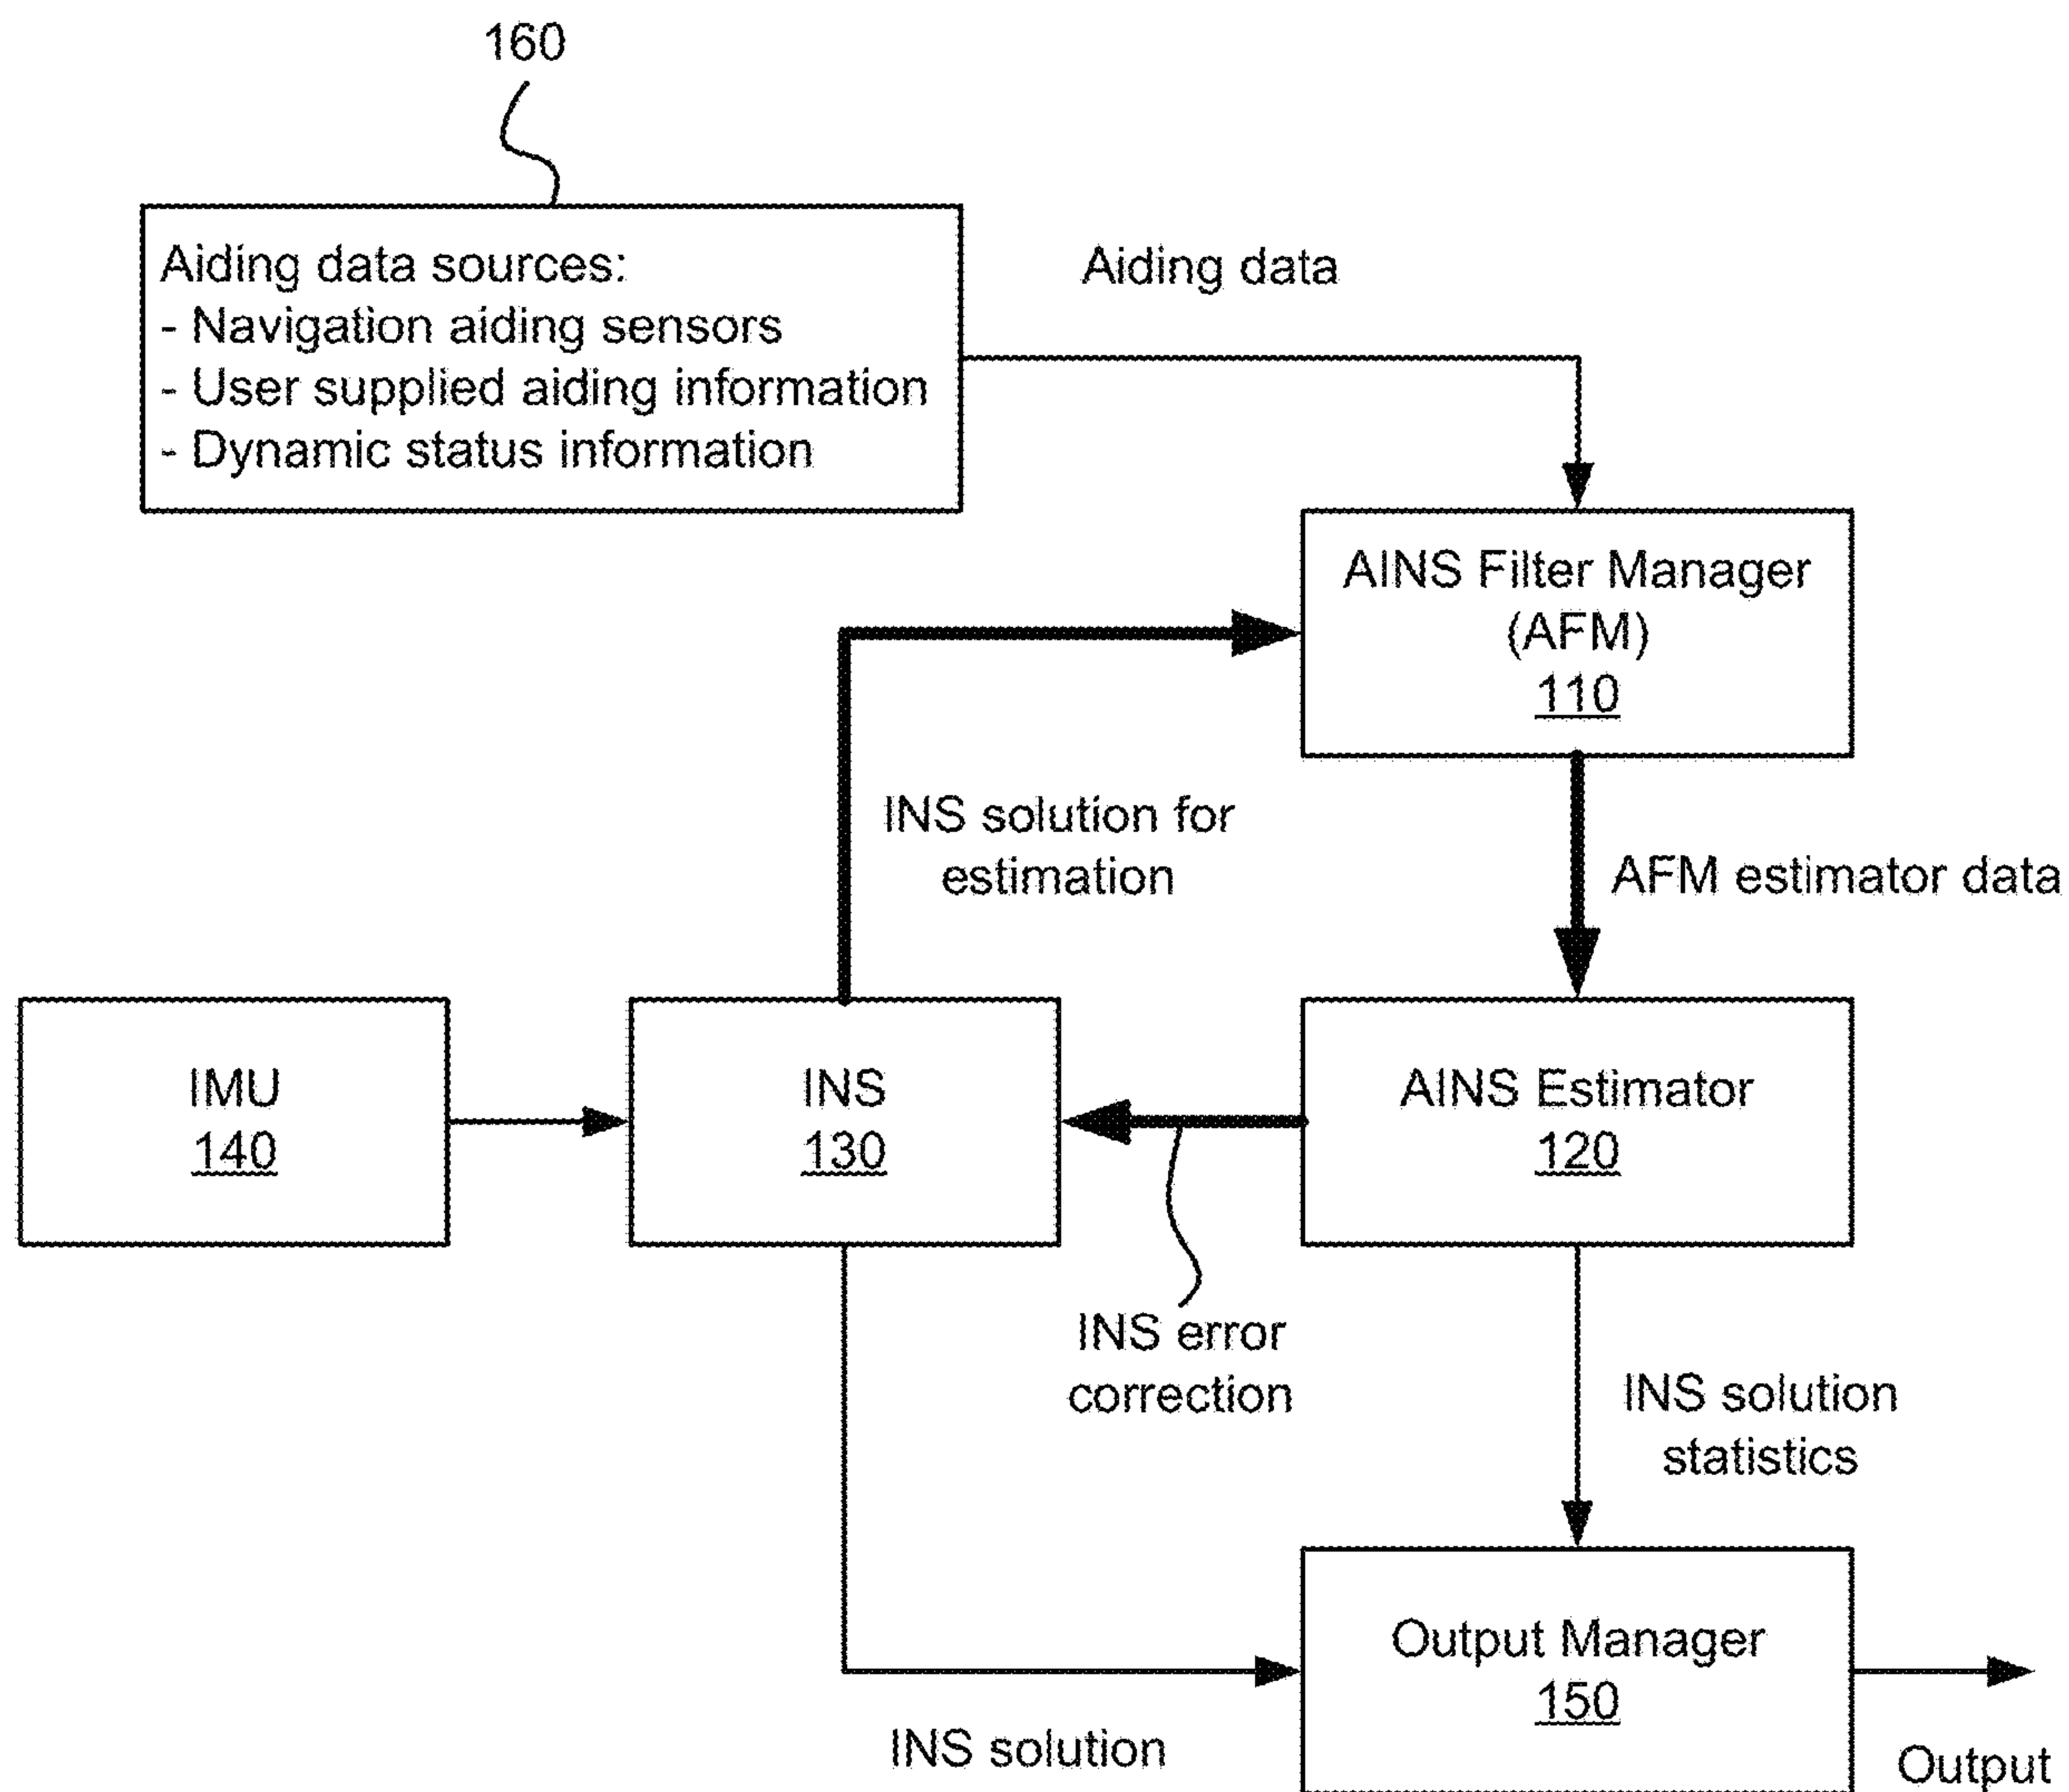 160
Aiding data sources:
- Navigation aiding sensors
- User supplied aiding information
- Dynamic status information
Aiding data
AINS Filter Manager
(AFM)
110
INS solution for
estimation
AFM estimator data
IMU
140
INS
130
AINS Estimator
120
INS error
correction
INS solution
statistics
Output Manager
150
INS solution
Output